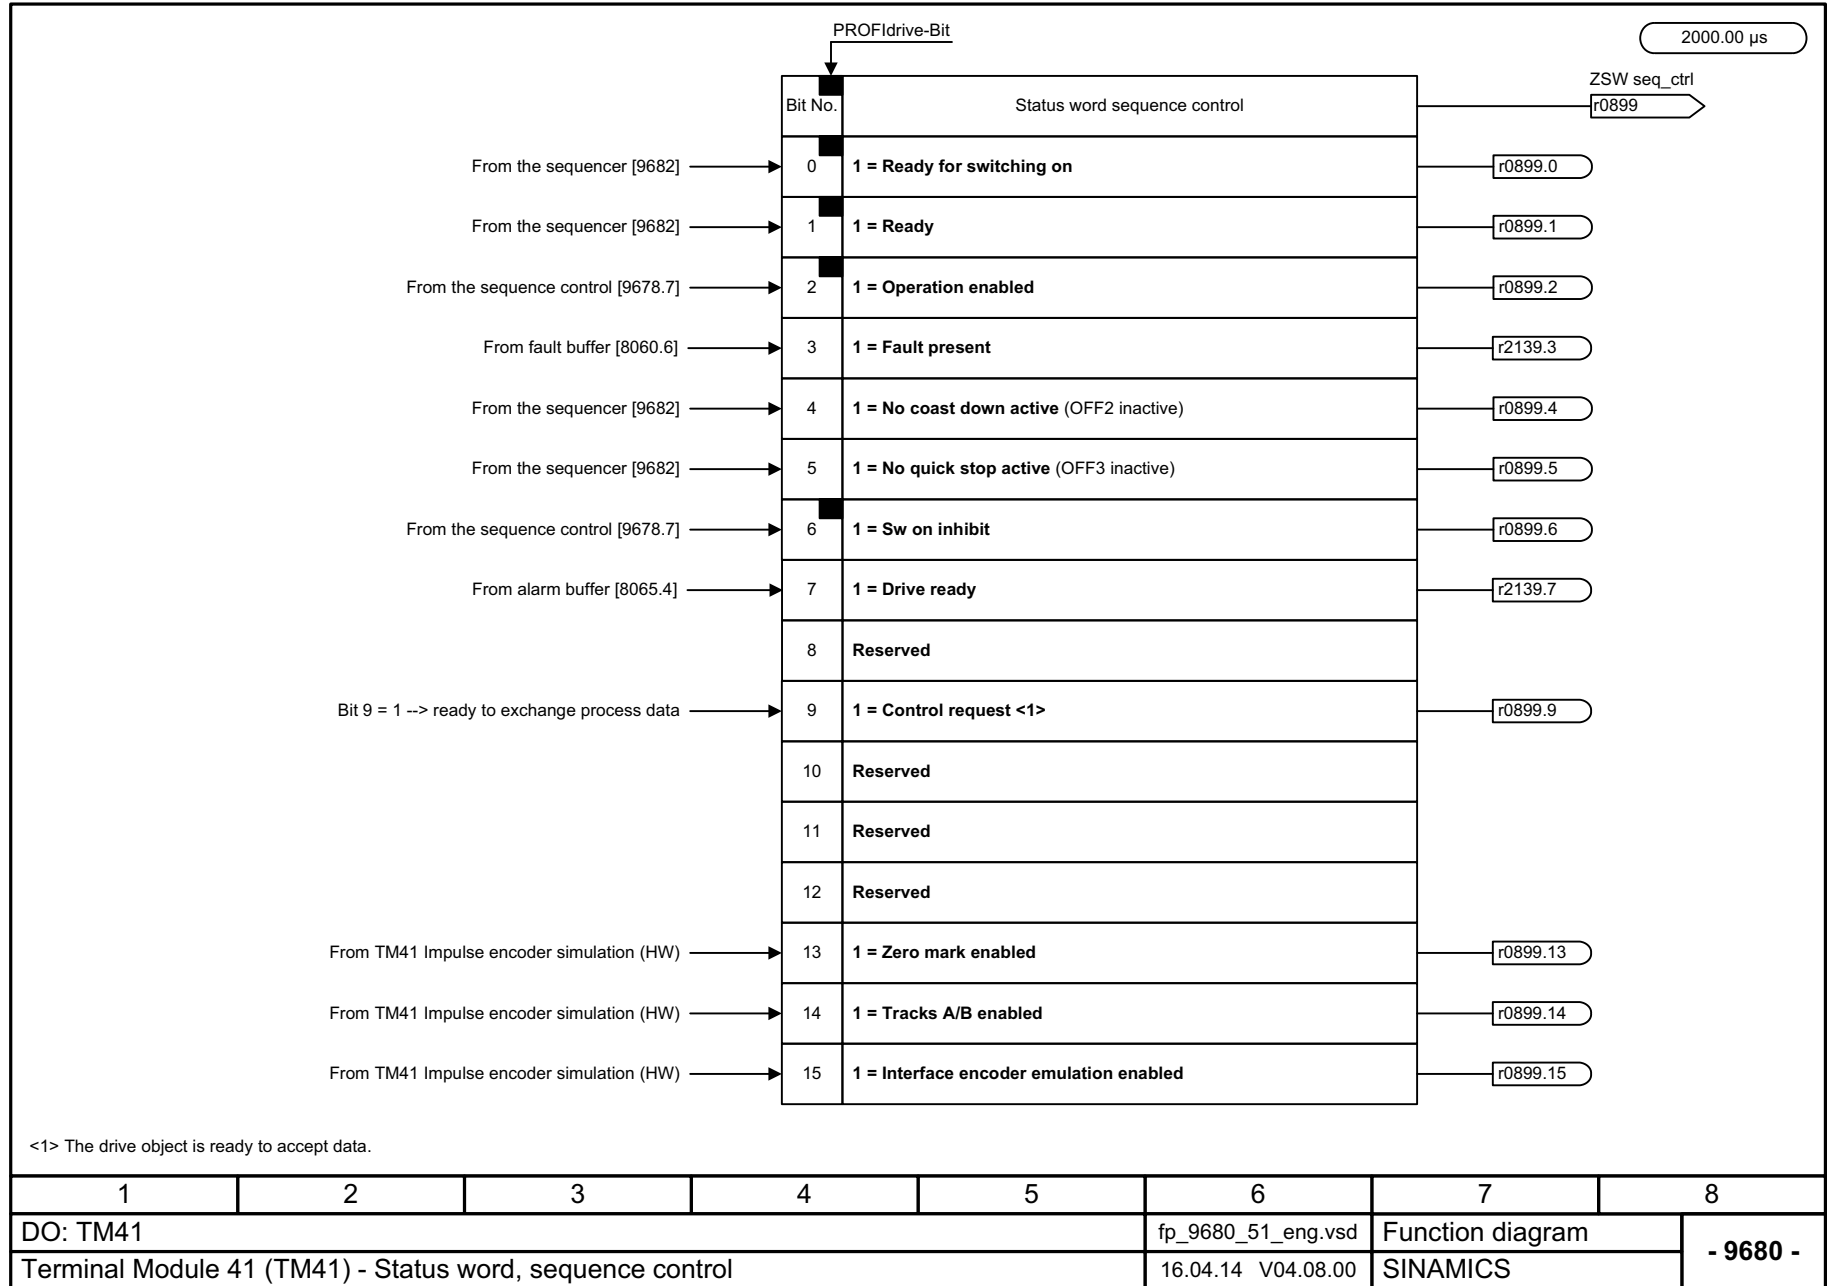 PROFIdrive-Bit
2000.00 µs
ZSW seq_ctrl
Bit No. Status word sequence control r0899
From the sequencer [9682] 0 1 = Ready for switching on r0899.0
From the sequencer [9682] 1 1 = Ready r0899.1
From the sequence control [9678.7] 2 1 = Operation enabled r0899.2
From fault buffer [8060.6] 3 1 = Fault present r2139.3
From the sequencer [9682] 4 1 = No coast down active (OFF2 inactive) r0899.4
From the sequencer [9682] 5 1 = No quick stop active (OFF3 inactive) r0899.5
From the sequence control [9678.7] 6 1 = Sw on inhibit r0899.6
From alarm buffer [8065.4] 7 1 = Drive ready r2139.7
8 Reserved
Bit 9 = 1 --> ready to exchange process data 9 1 = Control request <1> r0899.9
10 Reserved
11 Reserved
12 Reserved
From TM41 Impulse encoder simulation (HW) 13 1 = Zero mark enabled r0899.13
From TM41 Impulse encoder simulation (HW) 14 1 = Tracks A/B enabled r0899.14
From TM41 Impulse encoder simulation (HW) 15 1 = Interface encoder emulation enabled r0899.15
<1> The drive object is ready to accept data.
1 2 3 4 5 6 7 8
DO: TM41 fp_9680_51_eng.vsd Function diagram - 9680 -
Terminal Module 41 (TM41) - Status word, sequence control 16.04.14 V04.08.00 SINAMICS